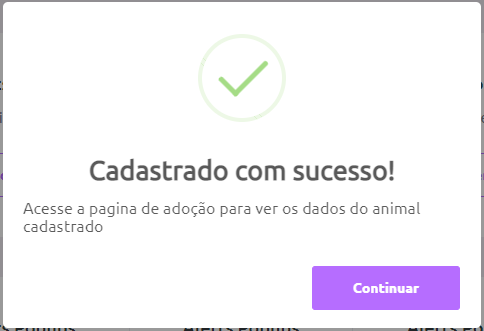 Cadastrado com sucesso!
Acesse a pagina de adoção para ver os dados do animal
cadastrado
Continuar